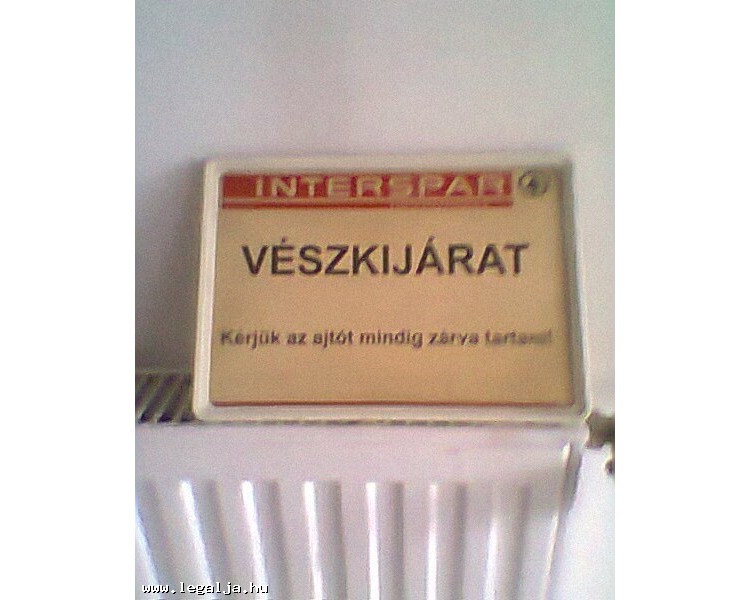 INTERSPAR
VÉSZKIJÁRAT
Kérjük az ajtót mindig zárva tartani!
www.legalja.hu